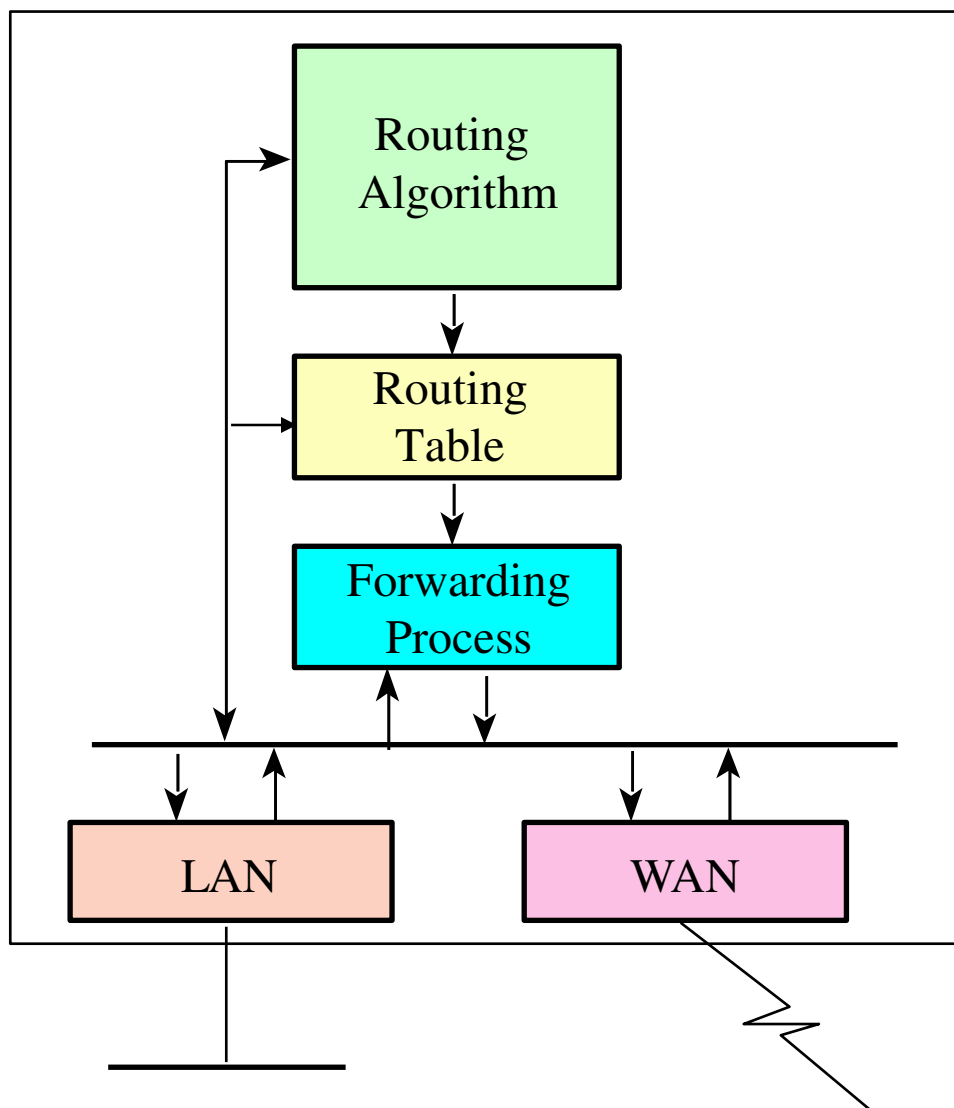 Routing
Algorithm
Routing
Table
Forwarding
Process
LAN
WAN